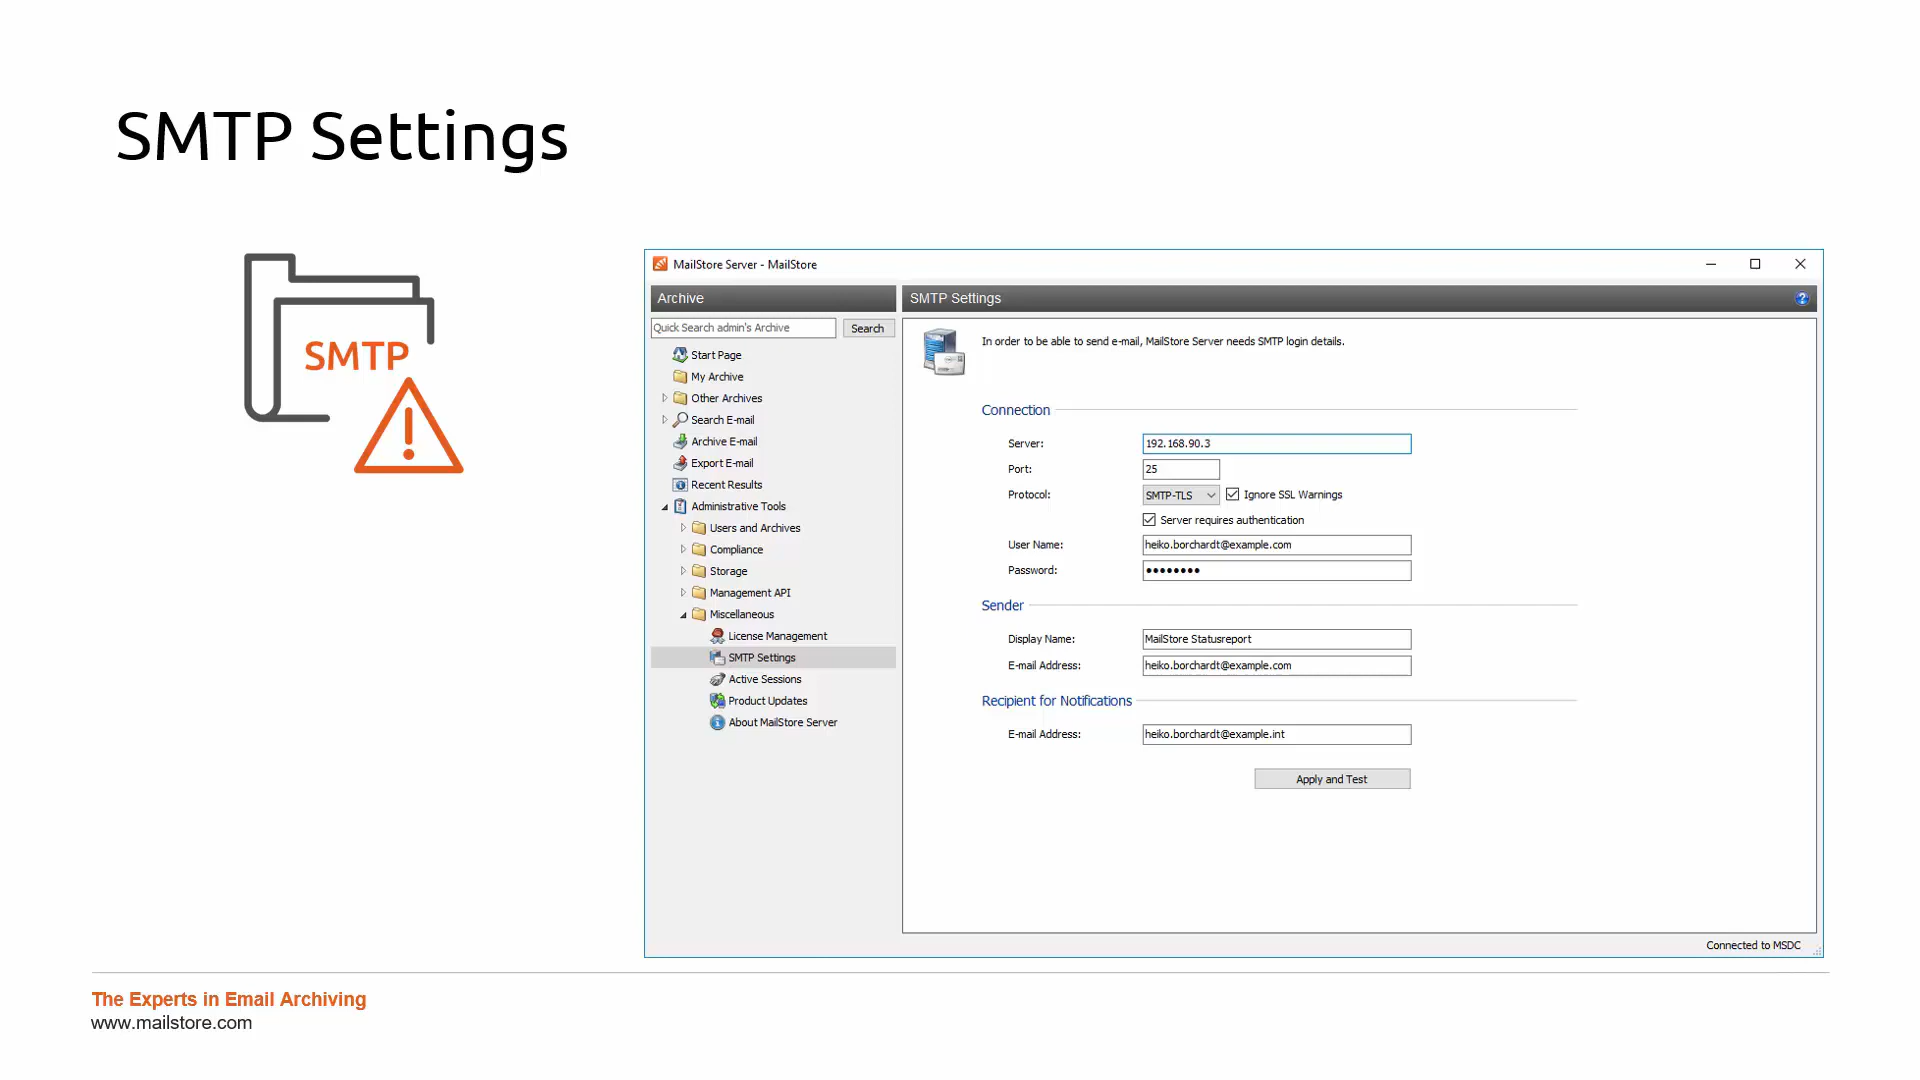 SMTP Settings
SMTP
MailStore Server - MailStore
Archive
Quick Search admin's Archive
Search
Start Page
My Archive
Other Archives
Search E-mail
Archive E-mail
Export E-mail
Recent Results
Administrative Tools
Users and Archives
Compliance
Storage
Management API
Miscellaneous
License Management
SMTP Settings
Active Sessions
Product Updates
About MailStore Server
SMTP Settings
In order to be able to send e-mail, MailStore Server needs SMTP login details.
Connection
Server: 192.168.90.3
Port: 25
Protocol: SMTP-TLS Ignore SSL Warnings
Server requires authentication
User Name: heiko.borchardt@example.com
Password: ••••••••
Sender
Display Name: MailStore Statusreport
E-mail Address: heiko.borchardt@example.com
Recipient for Notifications
E-mail Address: heiko.borchardt@example.int
Apply and Test
Connected to MSDC
The Experts in Email Archiving
www.mailstore.com